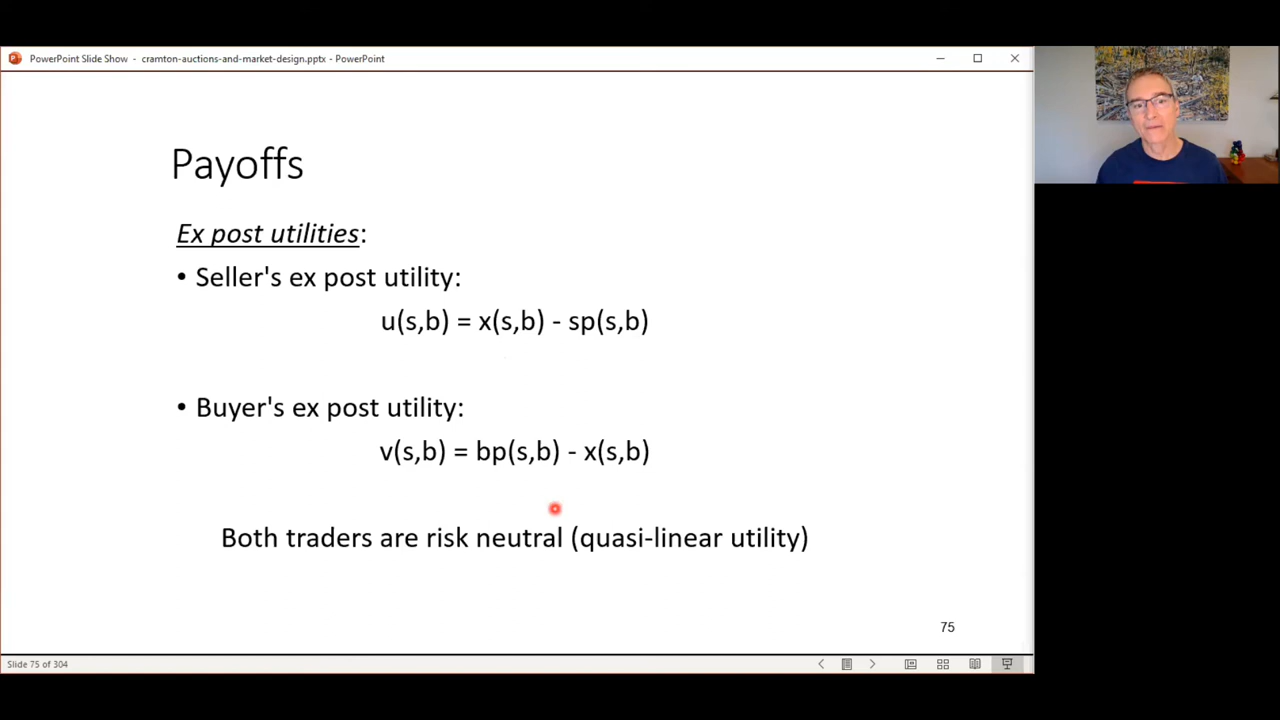 PowerPoint Slide Show - cramton-auctions-and-market-design.pptx - PowerPoint
Payoffs
Ex post utilities:
• Seller's ex post utility:
u(s,b) = x(s,b) - sp(s,b)
• Buyer's ex post utility:
v(s,b) = bp(s,b) - x(s,b)
Both traders are risk neutral (quasi-linear utility)
75
Slide 75 of 304